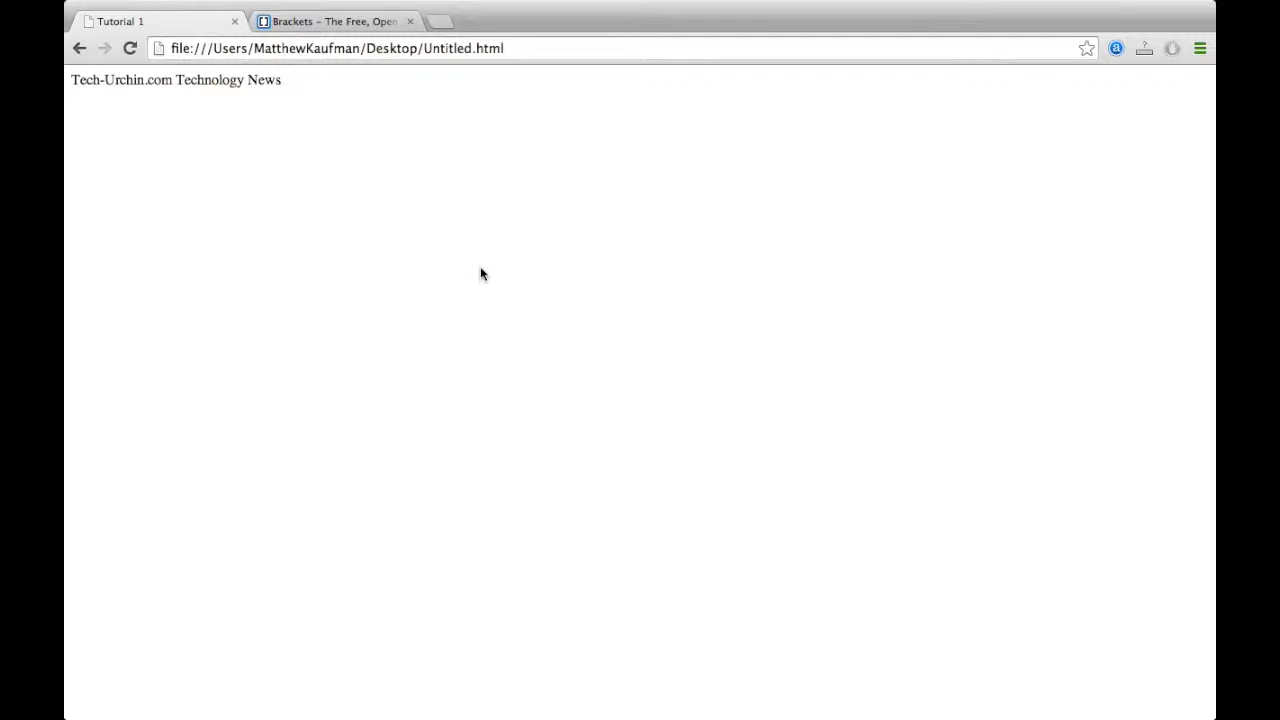 Tutorial 1
Brackets – The Free, Open
file:///Users/MatthewKaufman/Desktop/Untitled.html
Tech-Urchin.com Technology News